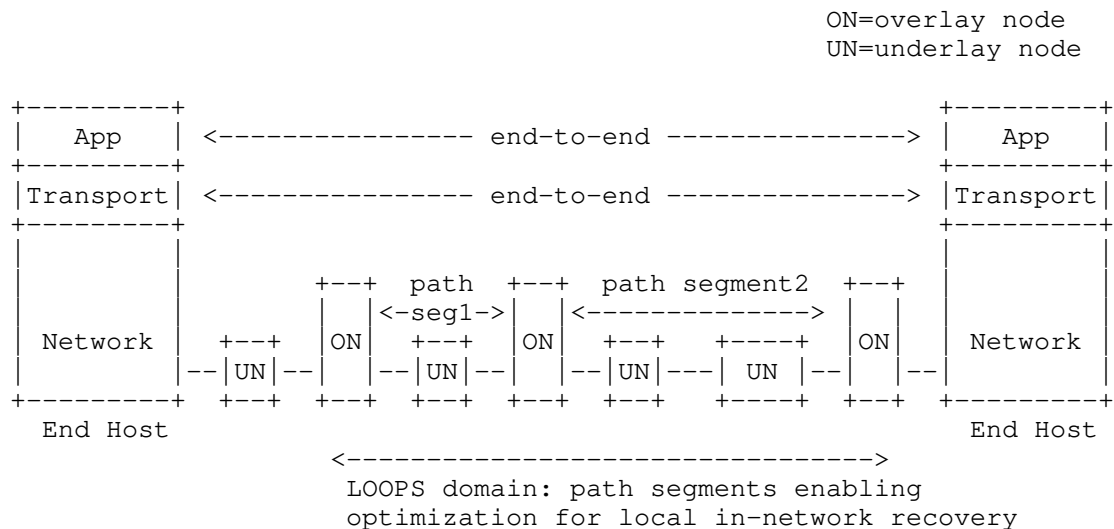 ON=overlay node
UN=underlay node
+---------+                                            +---------+
|   App   | <---------------- end-to-end ------------> |   App   |
+---------+                                            +---------+
|Transport| <---------------- end-to-end ------------> |Transport|
+---------+                                            +---------+
|         |                                            |         |
|         |       +--+  path   +--+ path segment2 +--+ |         |
|         |       |  |<-seg1->|  |<------------->|  | |         |
| Network | +--+  |ON| +--+  |ON| +--+  +-----+ |ON| | Network |
|         |--|UN|--|  |--|UN|--|  |--|UN|---| UN |--|  |--|         |
+---------+ +--+  +--+ +--+  +--+ +--+  +-----+ +--+ +---------+
End Host                                               End Host
<--------------------------------->
LOOPS domain: path segments enabling
optimization for local in-network recovery